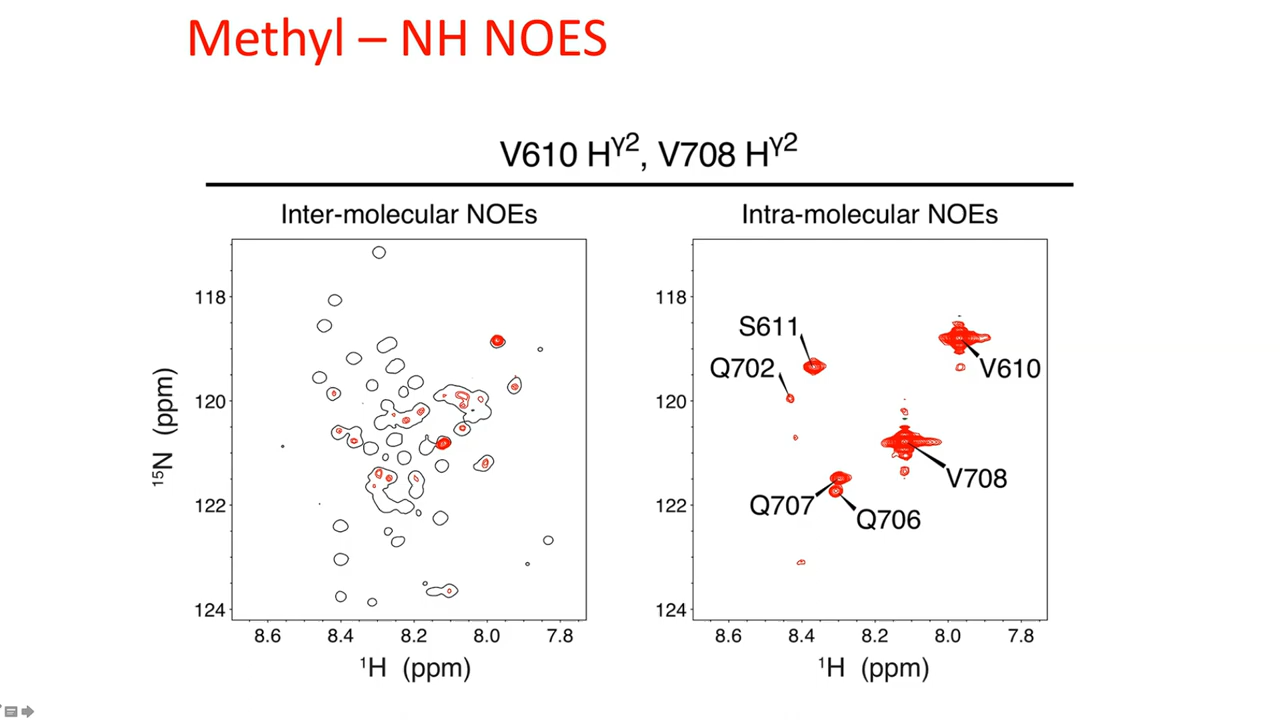 Methyl – NH NOES
V610 Hγ2, V708 Hγ2
Inter-molecular NOEs
Intra-molecular NOEs
118
120
122
124
15N (ppm)
8.6 8.4 8.2 8.0 7.8
1H (ppm)
118
120
122
124
S611
Q702
V610
V708
Q707
Q706
8.6 8.4 8.2 8.0 7.8
1H (ppm)